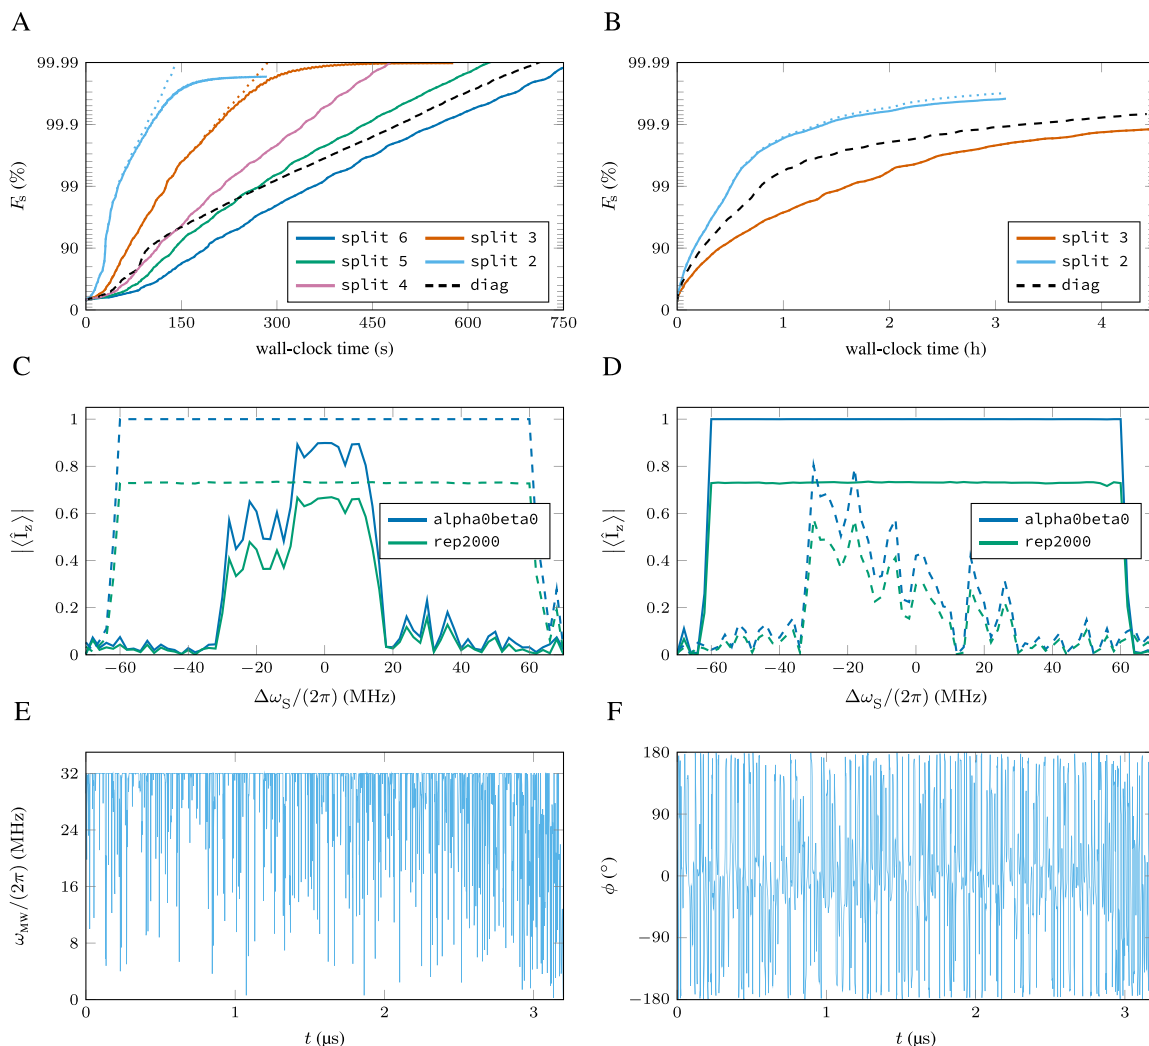 A
B
99.99
99.9
99
90
0
F_s (%)
split 6
split 3
split 5
split 2
split 4
diag
0
150
300
450
600
750
wall-clock time (s)
99.99
99.9
99
90
0
F_s (%)
split 3
split 2
diag
0
1
2
3
4
wall-clock time (h)
C
D
1
0.8
0.6
0.4
0.2
0
|⟨Î_z⟩|
alpha0beta0
rep2000
−60
−40
−20
0
20
40
60
Δω_S/(2π) (MHz)
1
0.8
0.6
0.4
0.2
0
|⟨Î_z⟩|
alpha0beta0
rep2000
−60
−40
−20
0
20
40
60
Δω_S/(2π) (MHz)
E
F
32
24
16
8
0
ω_MW/(2π) (MHz)
0
1
2
3
t (μs)
180
90
0
−90
−180
ϕ (°)
0
1
2
3
t (μs)